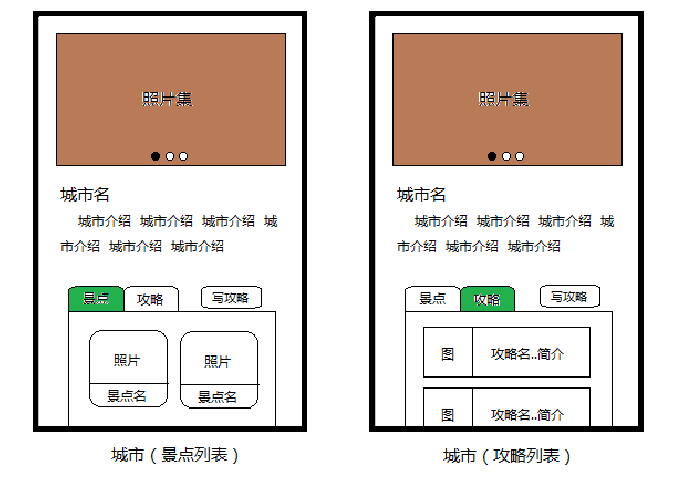 照片集
城市名
城市介绍 城市介绍 城市介绍 城
市介绍 城市介绍 城市介绍
景点 攻略 写攻略
照片 照片
景点名 景点名
城市（景点列表）
照片集
城市名
城市介绍 城市介绍 城市介绍 城
市介绍 城市介绍 城市介绍
景点 攻略 写攻略
图 攻略名..简介
图 攻略名..简介
城市（攻略列表）